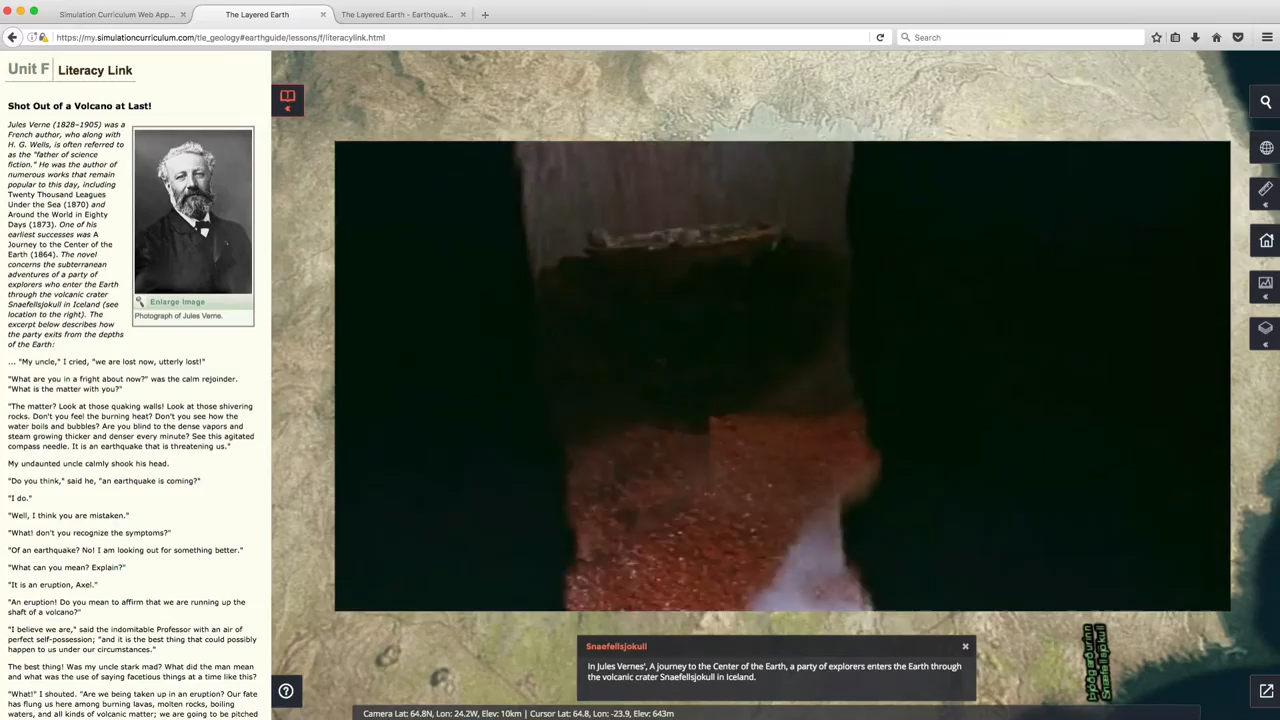 Simulation Curriculum Web App...
The Layered Earth
The Layered Earth - Earthquak...
https://my.simulationcurriculum.com/tle_geology#earthguide/lessons/f/literacylink.html
Search
Unit F
Literacy Link
Shot Out of a Volcano at Last!
Jules Verne (1828–1905) was a
French author, who along with
H. G. Wells, is often referred to
as the "father of science
fiction." He was the author of
numerous works that remain
popular to this day, including
Twenty Thousand Leagues
Under the Sea (1870) and
Around the World in Eighty
Days (1873). One of his
earliest successes was A
Journey to the Center of the
Earth (1864). The novel
concerns the subterranean
adventures of a party of
explorers who enter the Earth
through the volcanic crater
Snaefellsjokull in Iceland (see
location to the right). The
excerpt below describes how
the party exits from the depths
of the Earth:
Enlarge Image
Photograph of Jules Verne.
... "My uncle," I cried, "we are lost now, utterly lost!"
"What are you in a fright about now?" was the calm rejoinder.
"What is the matter with you?"
"The matter? Look at those quaking walls! Look at those shivering
rocks. Don't you feel the burning heat? Don't you see how the
water boils and bubbles? Are you blind to the dense vapors and
steam growing thicker and denser every minute? See this agitated
compass needle. It is an earthquake that is threatening us."
My undaunted uncle calmly shook his head.
"Do you think," said he, "an earthquake is coming?"
"I do."
"Well, I think you are mistaken."
"What! don't you recognize the symptoms?"
"Of an earthquake? No! I am looking out for something better."
"What can you mean? Explain?"
"It is an eruption, Axel."
"An eruption! Do you mean to affirm that we are running up the
shaft of a volcano?"
"I believe we are," said the indomitable Professor with an air of
perfect self-possession; "and it is the best thing that could possibly
happen to us under our circumstances."
The best thing! Was my uncle stark mad? What did the man mean
and what was the use of saying facetious things at a time like this?
"What!" I shouted. "Are we being taken up in an eruption? Our fate
has flung us here among burning lavas, molten rocks, boiling
waters, and all kinds of volcanic matter; we are going to be pitched
Snaefellsjokull
In Jules Vernes', A journey to the Center of the Earth, a party of explorers enters the Earth through
the volcanic crater Snaefellsjokull in Iceland.
Snaefellsjokull
Camera Lat: 64.8N, Lon: 24.2W, Elev: 10km | Cursor Lat: 64.8, Lon: -23.9, Elev: 643m